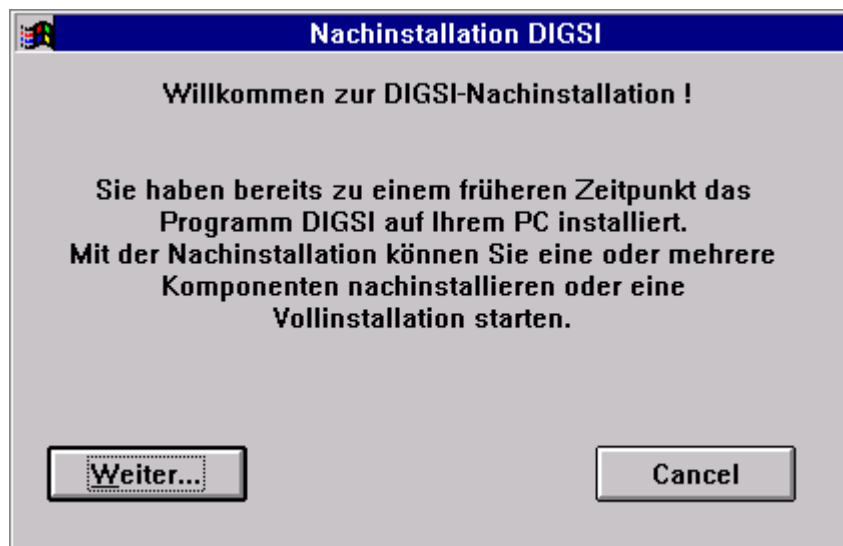 Nachinstallation DIGSI
Willkommen zur DIGSI-Nachinstallation !
Sie haben bereits zu einem früheren Zeitpunkt das
Programm DIGSI auf Ihrem PC installiert.
Mit der Nachinstallation können Sie eine oder mehrere
Komponenten nachinstallieren oder eine
Vollinstallation starten.
Weiter...
Cancel